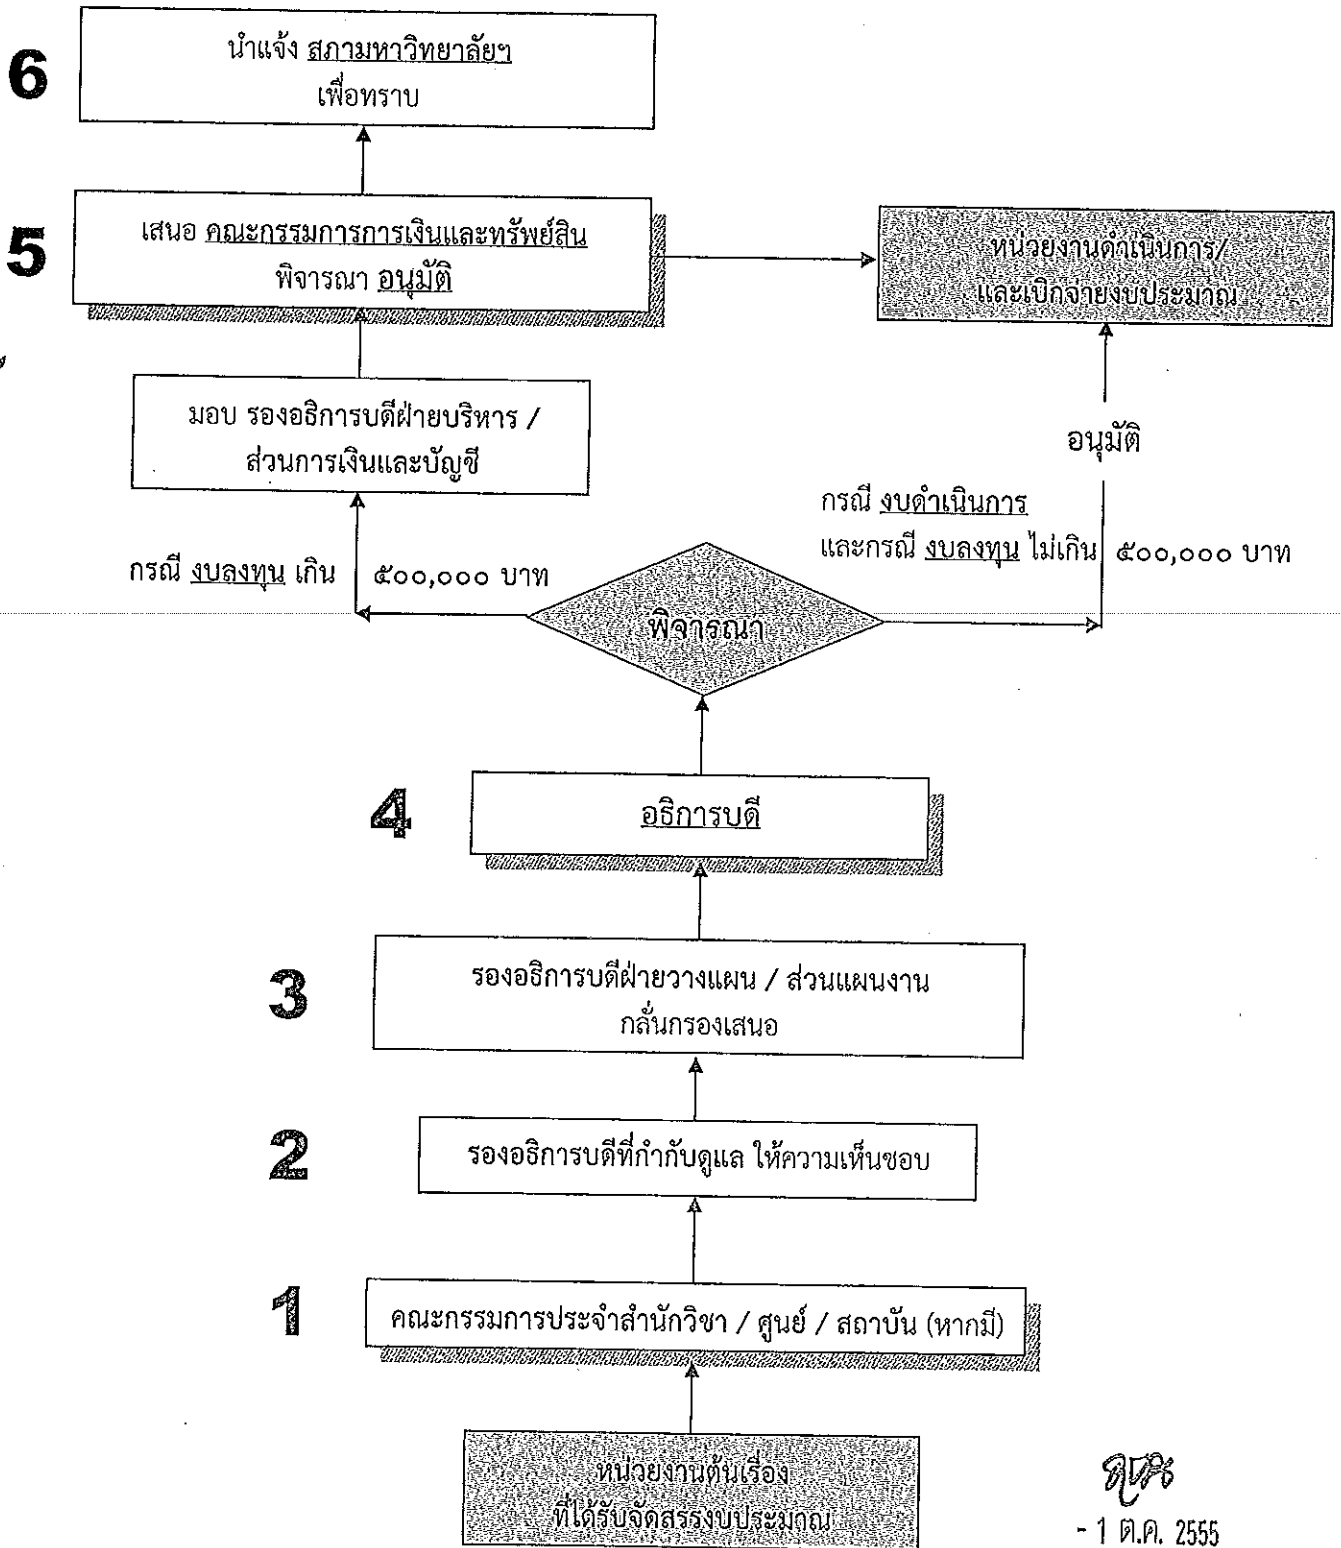 6
นำแจ้ง สภามหาวิทยาลัยฯ
เพื่อทราบ
5
เสนอ คณะกรรมการการเงินและทรัพย์สิน
พิจารณา อนุมัติ
หน่วยงานดำเนินการ/
และเบิกจ่ายงบประมาณ
มอบ รองอธิการบดีฝ่ายบริหาร /
ส่วนการเงินและบัญชี
อนุมัติ
กรณี งบดำเนินการ
และกรณี งบลงทุน ไม่เกิน ๕๐๐,๐๐๐ บาท
กรณี งบลงทุน เกิน ๕๐๐,๐๐๐ บาท
พิจารณา
4
อธิการบดี
3
รองอธิการบดีฝ่ายวางแผน / ส่วนแผนงาน
กลั่นกรองเสนอ
2
รองอธิการบดีที่กำกับดูแล ให้ความเห็นชอบ
1
คณะกรรมการประจำสำนักวิชา / ศูนย์ / สถาบัน (หากมี)
หน่วยงานต้นเรื่อง
ที่ได้รับจัดสรรงบประมาณ
- 1 ต.ค. 2555